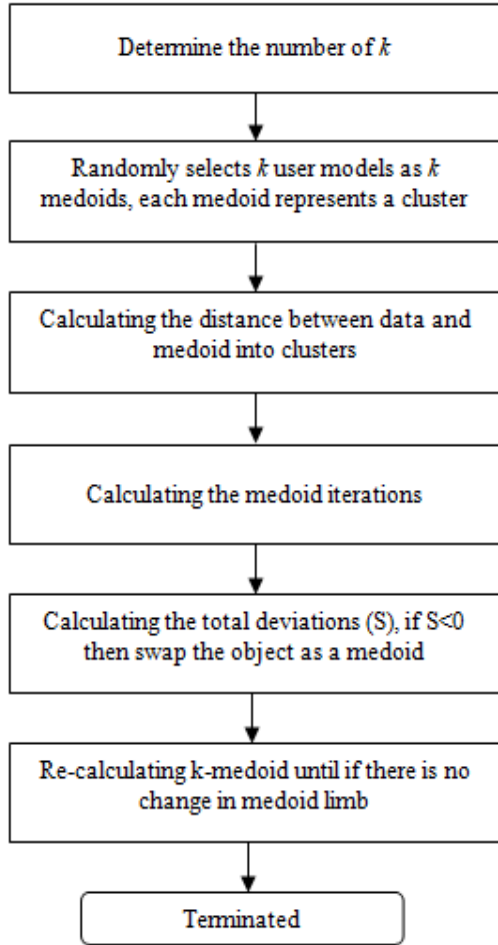 Determine the number of k
Randomly selects k user models as k
medoids, each medoid represents a cluster
Calculating the distance between data and
medoid into clusters
Calculating the medoid iterations
Calculating the total deviations (S), if S<0
then swap the object as a medoid
Re-calculating k-medoid until if there is no
change in medoid limb
Terminated